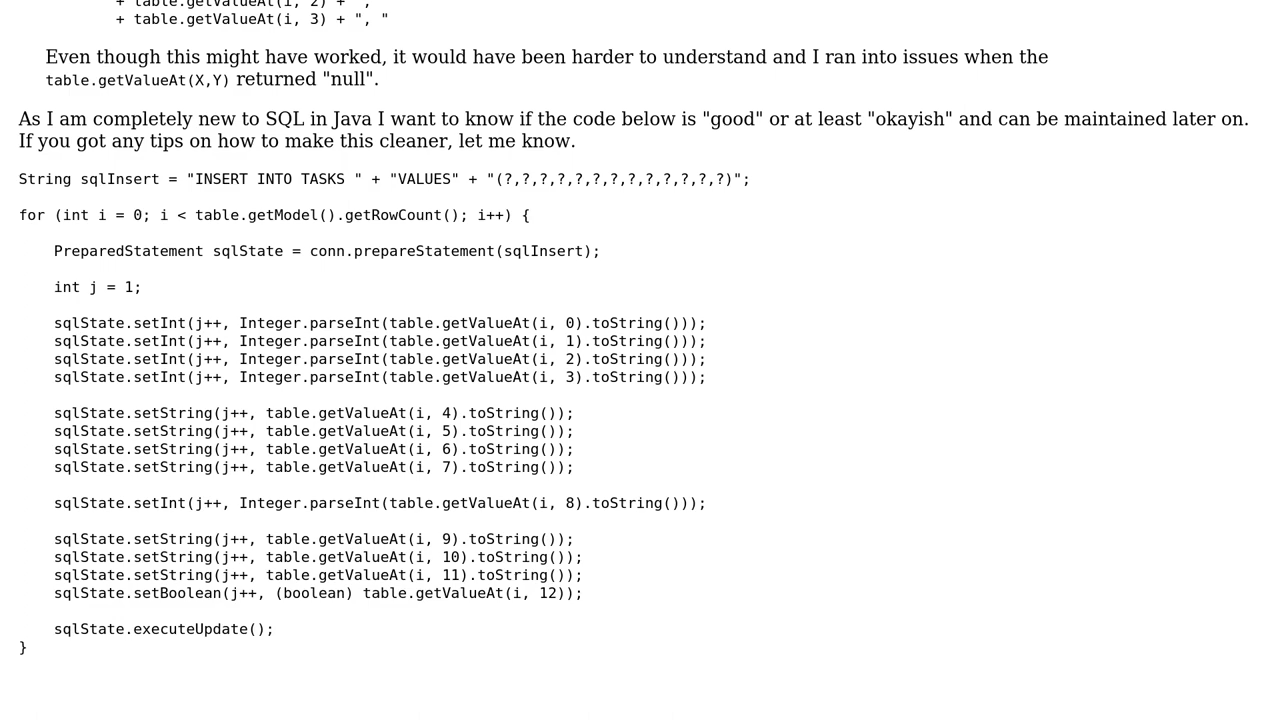 + table.getValueAt(i, 2) + ",
+ table.getValueAt(i, 3) + ", "
Even though this might have worked, it would have been harder to understand and I ran into issues when the
table.getValueAt(X,Y) returned "null".
As I am completely new to SQL in Java I want to know if the code below is "good" or at least "okayish" and can be maintained later on.
If you got any tips on how to make this cleaner, let me know.
String sqlInsert = "INSERT INTO TASKS " + "VALUES" + "(?,?,?,?,?,?,?,?,?,?,?,?,?)";
for (int i = 0; i < table.getModel().getRowCount(); i++) {
PreparedStatement sqlState = conn.prepareStatement(sqlInsert);
int j = 1;
sqlState.setInt(j++, Integer.parseInt(table.getValueAt(i, 0).toString()));
sqlState.setInt(j++, Integer.parseInt(table.getValueAt(i, 1).toString()));
sqlState.setInt(j++, Integer.parseInt(table.getValueAt(i, 2).toString()));
sqlState.setInt(j++, Integer.parseInt(table.getValueAt(i, 3).toString()));
sqlState.setString(j++, table.getValueAt(i, 4).toString());
sqlState.setString(j++, table.getValueAt(i, 5).toString());
sqlState.setString(j++, table.getValueAt(i, 6).toString());
sqlState.setString(j++, table.getValueAt(i, 7).toString());
sqlState.setInt(j++, Integer.parseInt(table.getValueAt(i, 8).toString()));
sqlState.setString(j++, table.getValueAt(i, 9).toString());
sqlState.setString(j++, table.getValueAt(i, 10).toString());
sqlState.setString(j++, table.getValueAt(i, 11).toString());
sqlState.setBoolean(j++, (boolean) table.getValueAt(i, 12));
sqlState.executeUpdate();
}